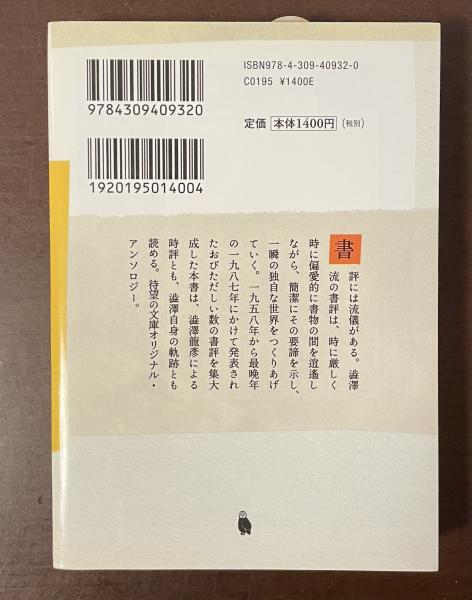 ISBN978-4-309-40932-0
C0195 ¥1400E
定価 本体1400円(税別)
9784309409320
1920195014004
書評には流儀がある。澁澤
流の書評は、時に厳しく
時に偏愛的に書物の間を逍遙し
ながら、簡潔にその要諦を示し、
一瞬の独自な世界をつくりあげ
ていく。一九五八年から最晩年
の一九八七年にかけて発表され
たおびただしい数の書評を集大
成した本書は、澁澤龍彥による
時評とも、澁澤自身の軌跡とも
読める。待望の文庫オリジナル・
アンソロジー。